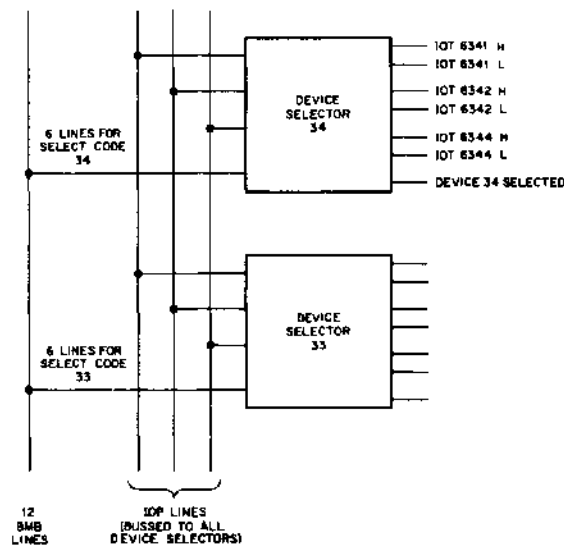 IOT 6341 H
IOT 6341 L
IOT 6342 H
IOT 6342 L
IOT 6344 H
IOT 6344 L
DEVICE 34 SELECTED
DEVICE
SELECTOR
34
6 LINES FOR
SELECT CODE
34
DEVICE
SELECTOR
33
6 LINES FOR
SELECT CODE
33
12
BMB
LINES
IOP LINES
(BUSSED TO ALL
DEVICE SELECTORS)